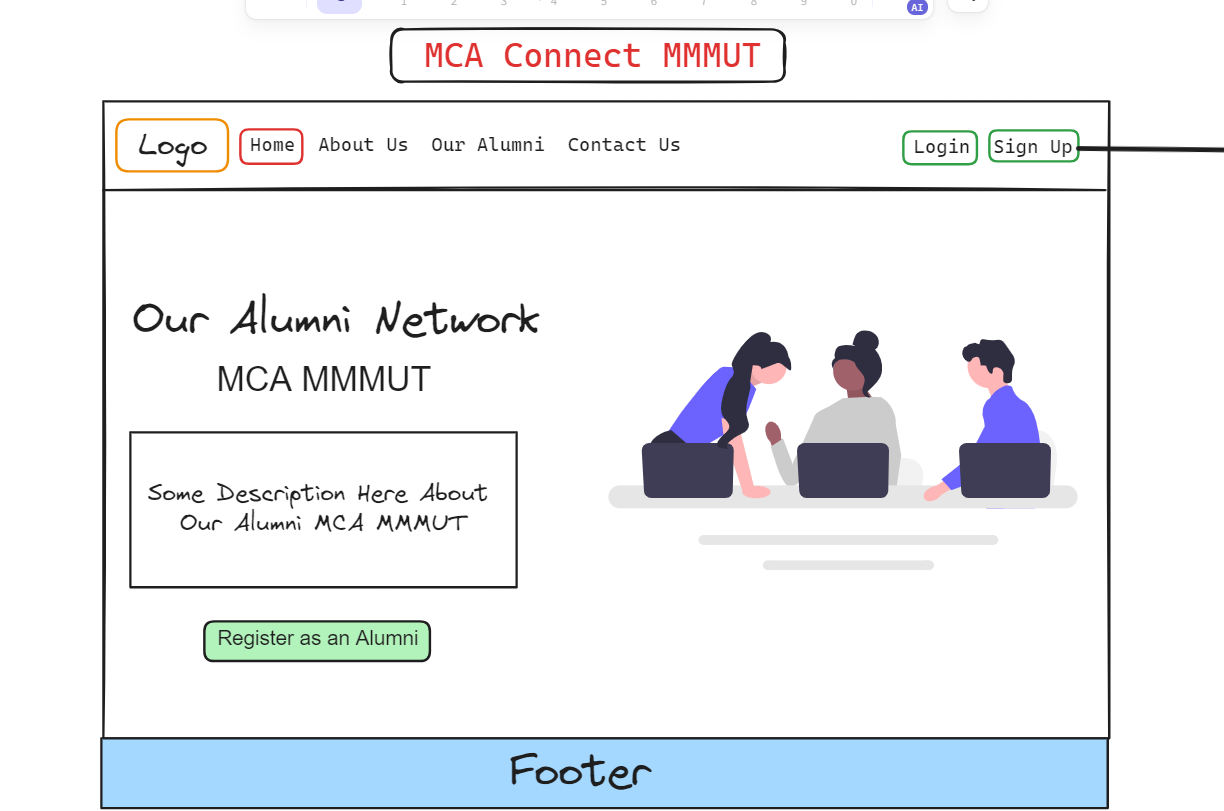 1 2 3 4 5 6 7 8 9 0 AI
MCA Connect MMMUT
Logo Home About Us Our Alumni Contact Us Login Sign Up
Our Alumni Network
MCA MMMUT
Some Description Here About
Our Alumni MCA MMMUT
Register as an Alumni
Footer